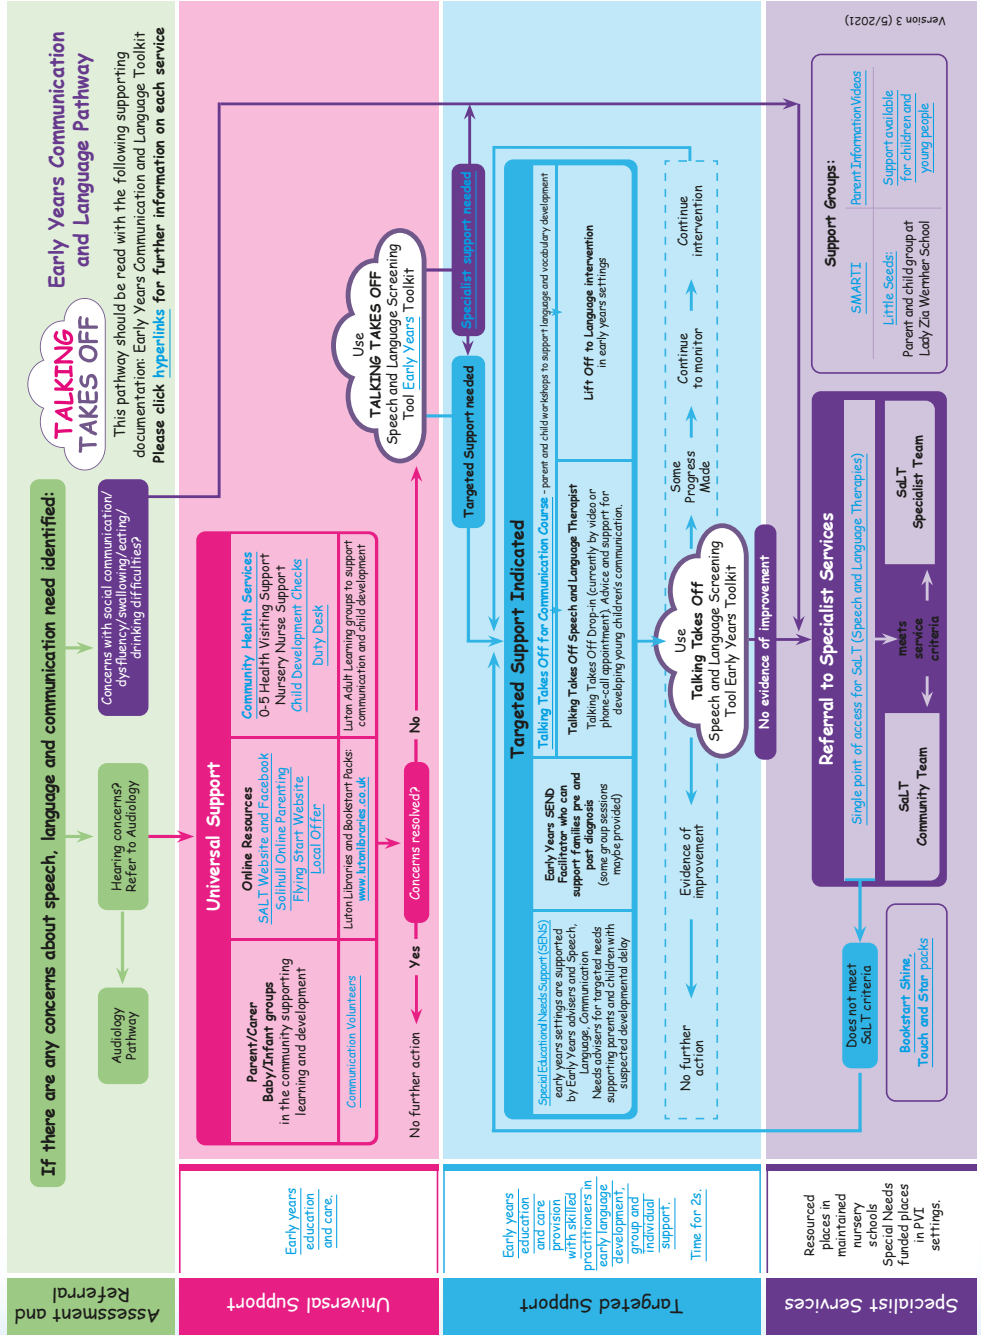 TALKING
TAKES OFF
Early Years Communication
and Language Pathway
This pathway should be read with the following supporting
documentation: Early Years Communication and Language Toolkit
Please click hyperlinks for further information on each service
Assessment and
Referral
If there are any concerns about speech, language and communication need identified:
Audiology
Pathway
Hearing concerns?
Refer to Audiology
Concerns with social communication/
dysfluency/swallowing/eating/
drinking difficulties?
Universal Support
Early years
education
and care.
Universal Support
Parent/Carer
Baby/Infant groups
in the community supporting
learning and development
Communication Volunteers
Online Resources
SALT Website and Facebook
Solihull Online Parenting
Flying Start Website
Local Offer
Luton Libraries and Bookstart Packs:
www.lutonlibraries.co.uk
Community Health Services
0-5 Health Visiting Support
Nursery Nurse Support
Child Development Checks
Duty Desk
Luton Adult Learning groups to support
communication and child development
No further action
Yes
Concerns resolved?
No
Use
TALKING TAKES OFF
Speech and Language Screening
Tool Early Years Toolkit
Targeted Support
Early years
education
and care
provision
with skilled
practitioners in
early language
development,
group and
individual
support.
Time for 2s.
Targeted Support needed
Specialist support needed
Targeted Support Indicated
Special Educational Needs Support (SENS)
early years settings are supported
by Early Years advisers and Speech,
Language, Communication
Needs advisers for targeted needs
supporting parents and children with
suspected developmental delay
Early Years SEND
Facilitator who can
support families pre and
post diagnosis
(some group sessions
maybe provided)
Talking Takes Off for Communication Course - parent and child workshops to support language and vocabulary development
Talking Takes Off Speech and Language Therapist
Talking Takes Off Drop-in (currently by video or
phone-call appointment). Advice and support for
developing young children's communication.
Lift Off to Language intervention
in early years settings
No further
action
Evidence of
improvement
Use
Talking Takes Off
Speech and Language Screening
Tool Early Years Toolkit
Some
Progress
Made
Continue
to monitor
Continue
intervention
No evidence of improvement
Specialist Services
Resourced
places in
maintained
nursery
schools
Special Needs
funded places
in PVI
settings.
Does not meet
SaLT criteria
Bookstart Shine,
Touch and Star packs
Referral to Specialist Services
Single point of access for SaLT (Speech and Language Therapies)
SaLT
Community Team
meets
service
criteria
SaLT
Specialist Team
Support Groups:
SMARTI
Parent Information Videos
Little Seeds:
Parent and child group at
Lady Zia Wernher School
Support available
for children and
young people
Version 3 (5/2021)